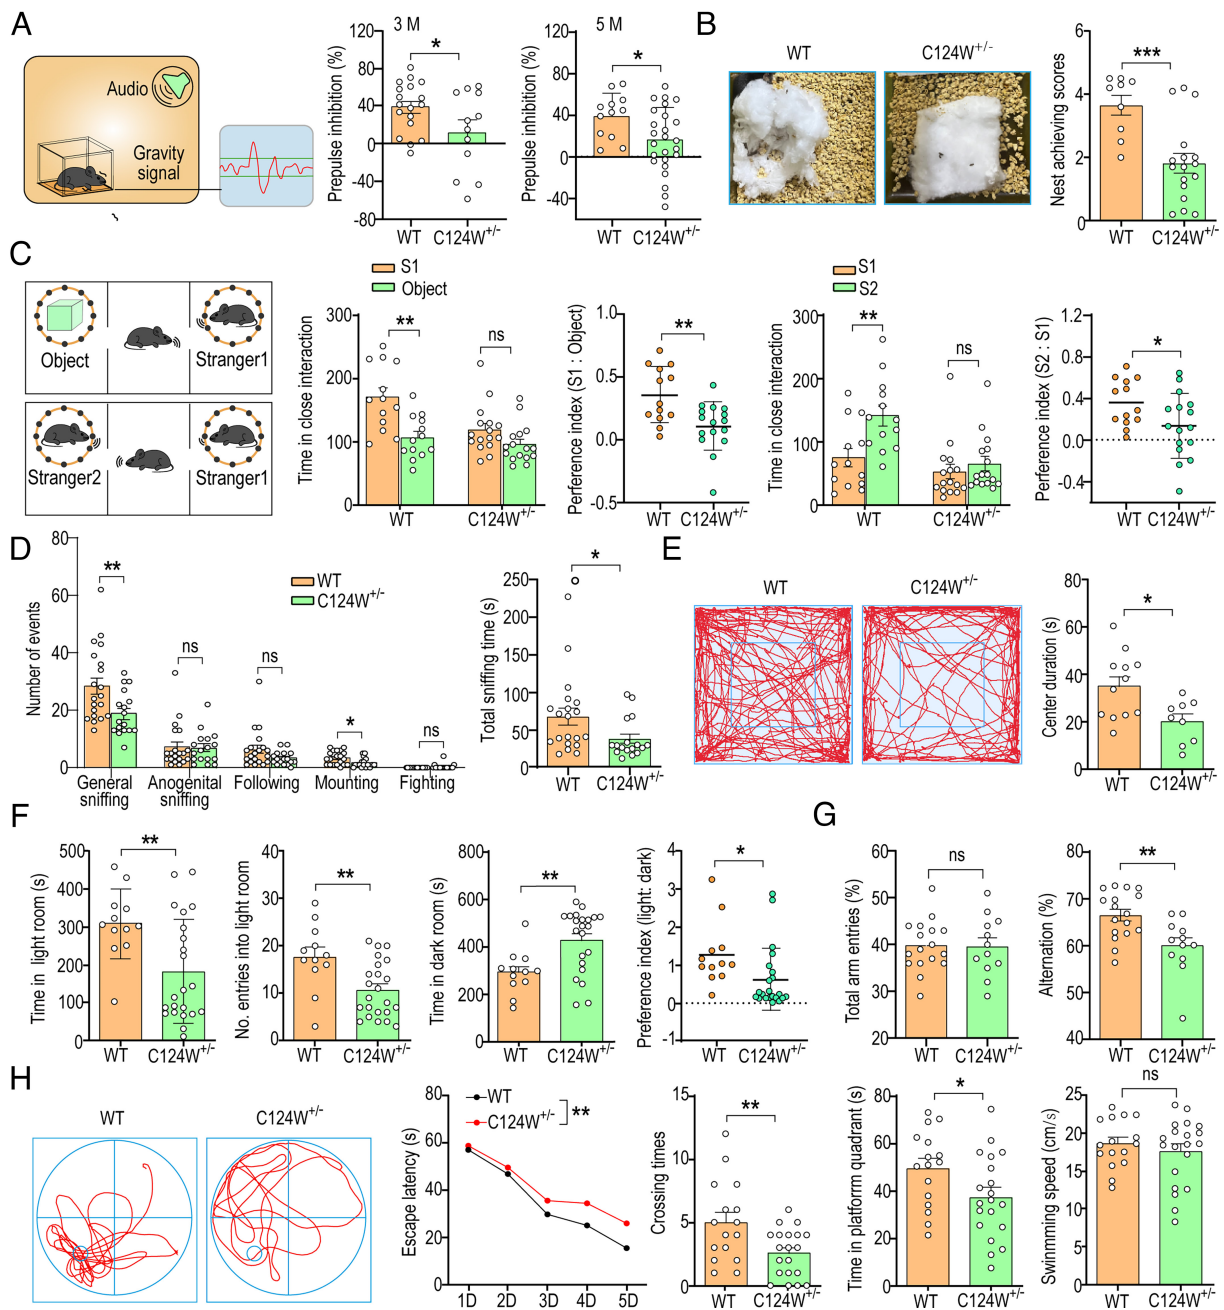 A
Audio
Gravity
signal
3 M
Prepulse inhibition (%)
120
80
40
0
-40
-80
*
WT
C124W+/-
5 M
Prepulse inhibition (%)
120
80
40
0
-40
*
WT
C124W+/-
B
WT
C124W+/-
Nest achieving scores
6
4
2
0
***
WT
C124W+/-
C
Object
Stranger1
Stranger2
Stranger1
S1
Object
Time in close interaction
300
200
100
0
**
ns
WT
C124W+/-
Perference index (S1 : Object)
1.0
0.5
0.0
-0.5
**
WT
C124W+/-
S1
S2
Time in close interaction
300
200
100
0
**
ns
WT
C124W+/-
Perference index (S2 : S1)
1.2
0.8
0.4
0.0
-0.4
*
WT
C124W+/-
D
Number of events
80
60
40
20
0
WT
C124W+/-
**
ns
ns
*
ns
General
sniffing
Anogenital
sniffing
Following
Mounting
Fighting
Total sniffing time (s)
250
200
150
100
50
0
*
WT
C124W+/-
E
WT
C124W+/-
Center duration (s)
80
60
40
20
0
*
WT
C124W+/-
F
Time in light room (s)
500
400
300
200
100
0
**
WT
C124W+/-
No. entries into light room
40
30
20
10
0
**
WT
C124W+/-
Time in dark room (s)
800
600
400
200
0
**
WT
C124W+/-
Preference index (light: dark)
4
3
2
1
0
-1
*
WT
C124W+/-
G
Total arm entries (%)
60
50
40
30
20
ns
WT
C124W+/-
Alternation (%)
80
70
60
50
40
**
WT
C124W+/-
H
WT
C124W+/-
Escape latency (s)
80
60
40
20
0
WT
C124W+/-
**
1D
2D
3D
4D
5D
Crossing times
15
10
5
0
**
WT
C124W+/-
Time in platforrm quadrant (s)
80
60
40
20
0
*
WT
C124W+/-
Swinmming speed (cm/s)
25
20
15
10
5
0
ns
WT
C124W+/-